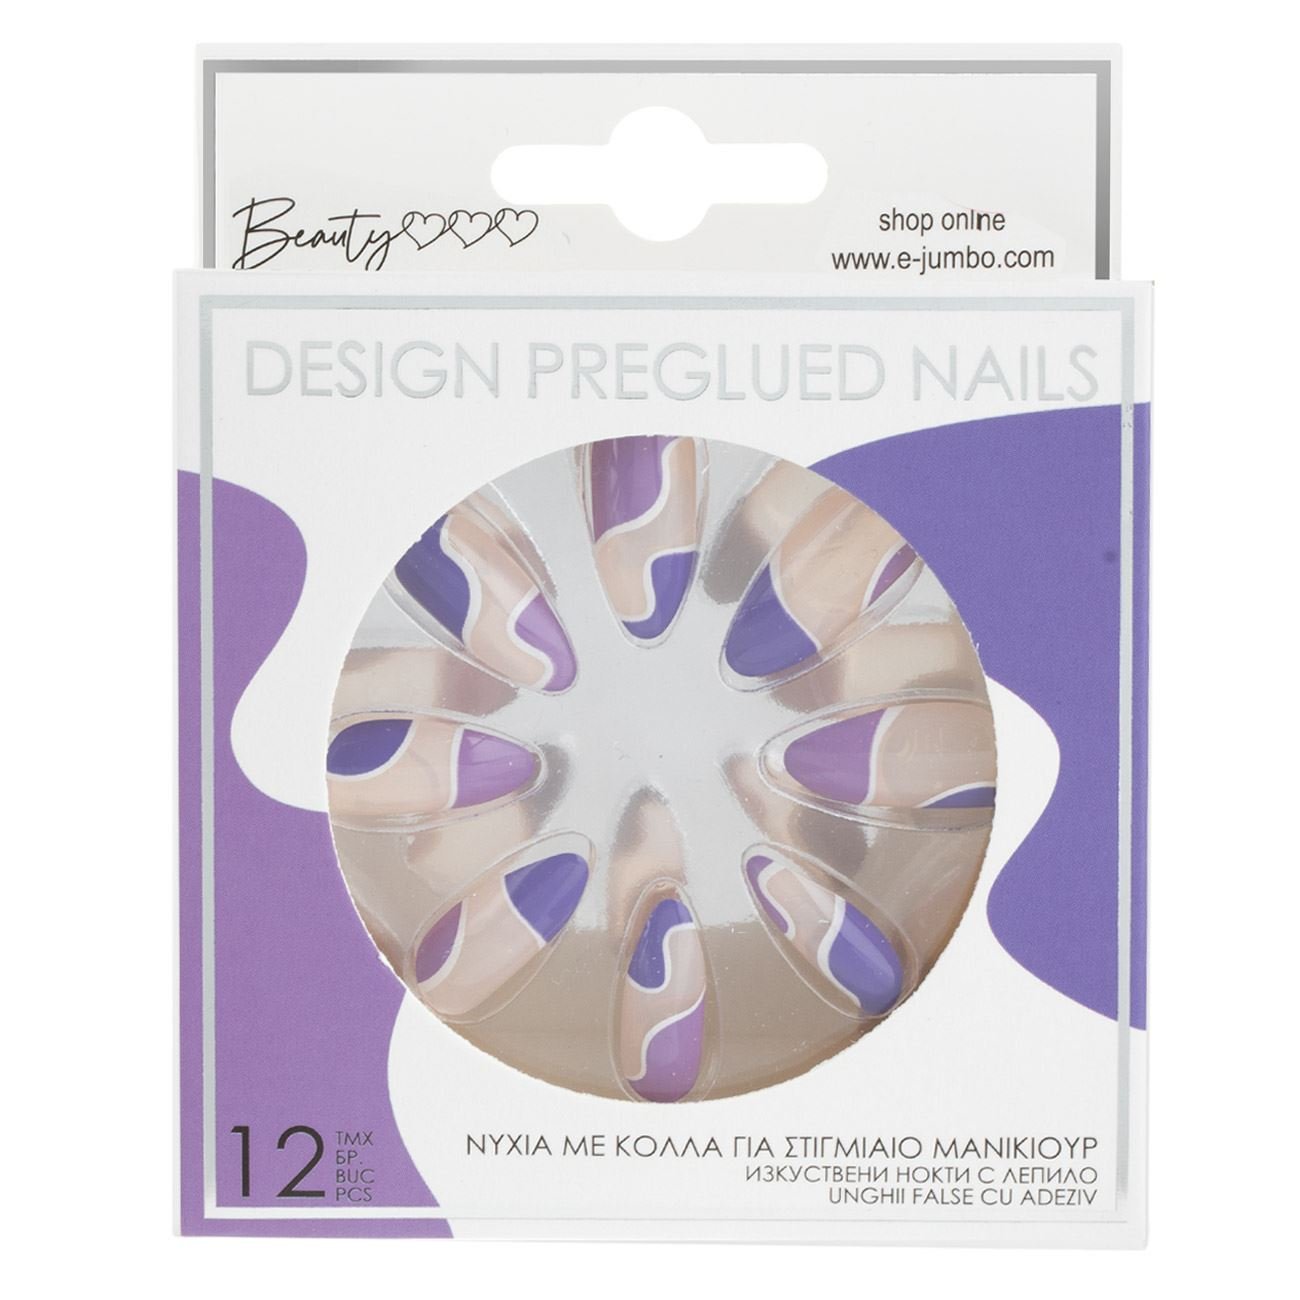 Beauty
shop online
www.e-jumbo.com
DESIGN PREGLUED NAILS
12
ΤΜΧ
БР.
BUC
PCS
ΝΥΧΙΑ ΜΕ ΚΟΛΛΑ ΓΙΑ ΣΤΙΓΜΙΑΙΟ ΜΑΝΙΚΙΟΥΡ
ИЗКУСТВЕНИ НОКТИ С ЛЕПИЛО
UNGHII FALSE CU ADEZIV